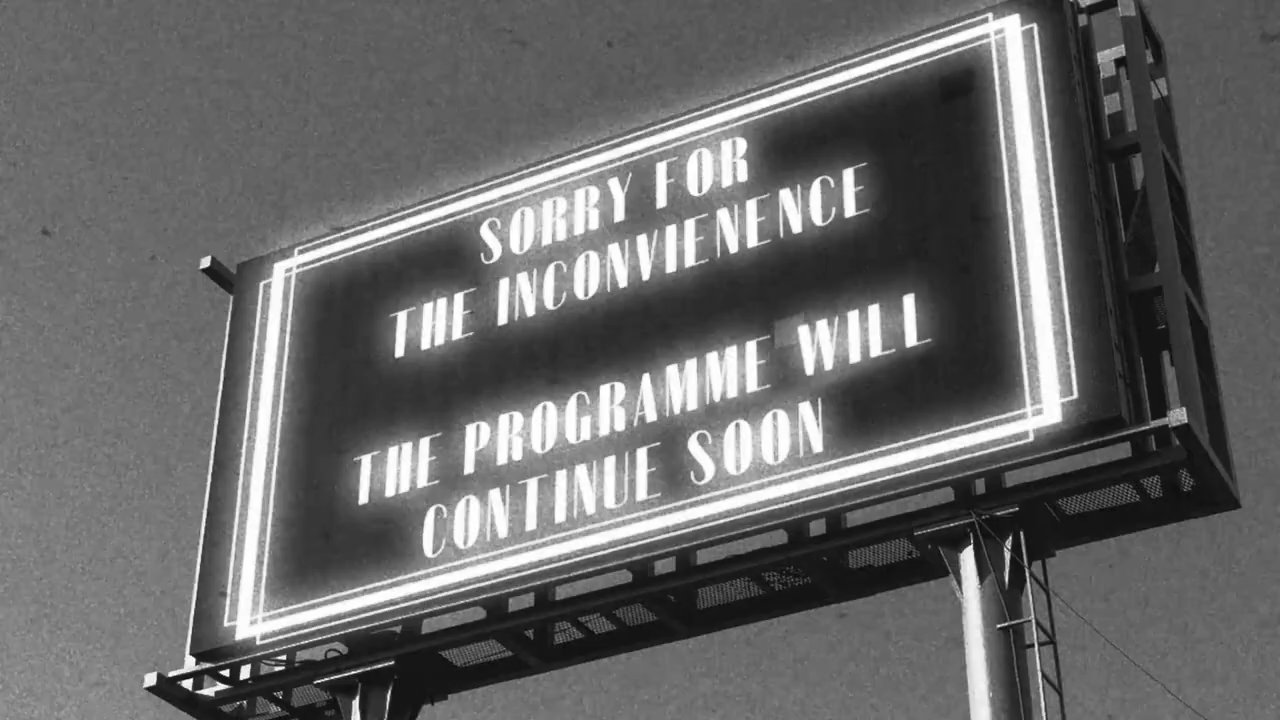 SORRY FOR
THE INCONVIENENCE
THE PROGRAMME WILL
CONTINUE SOON